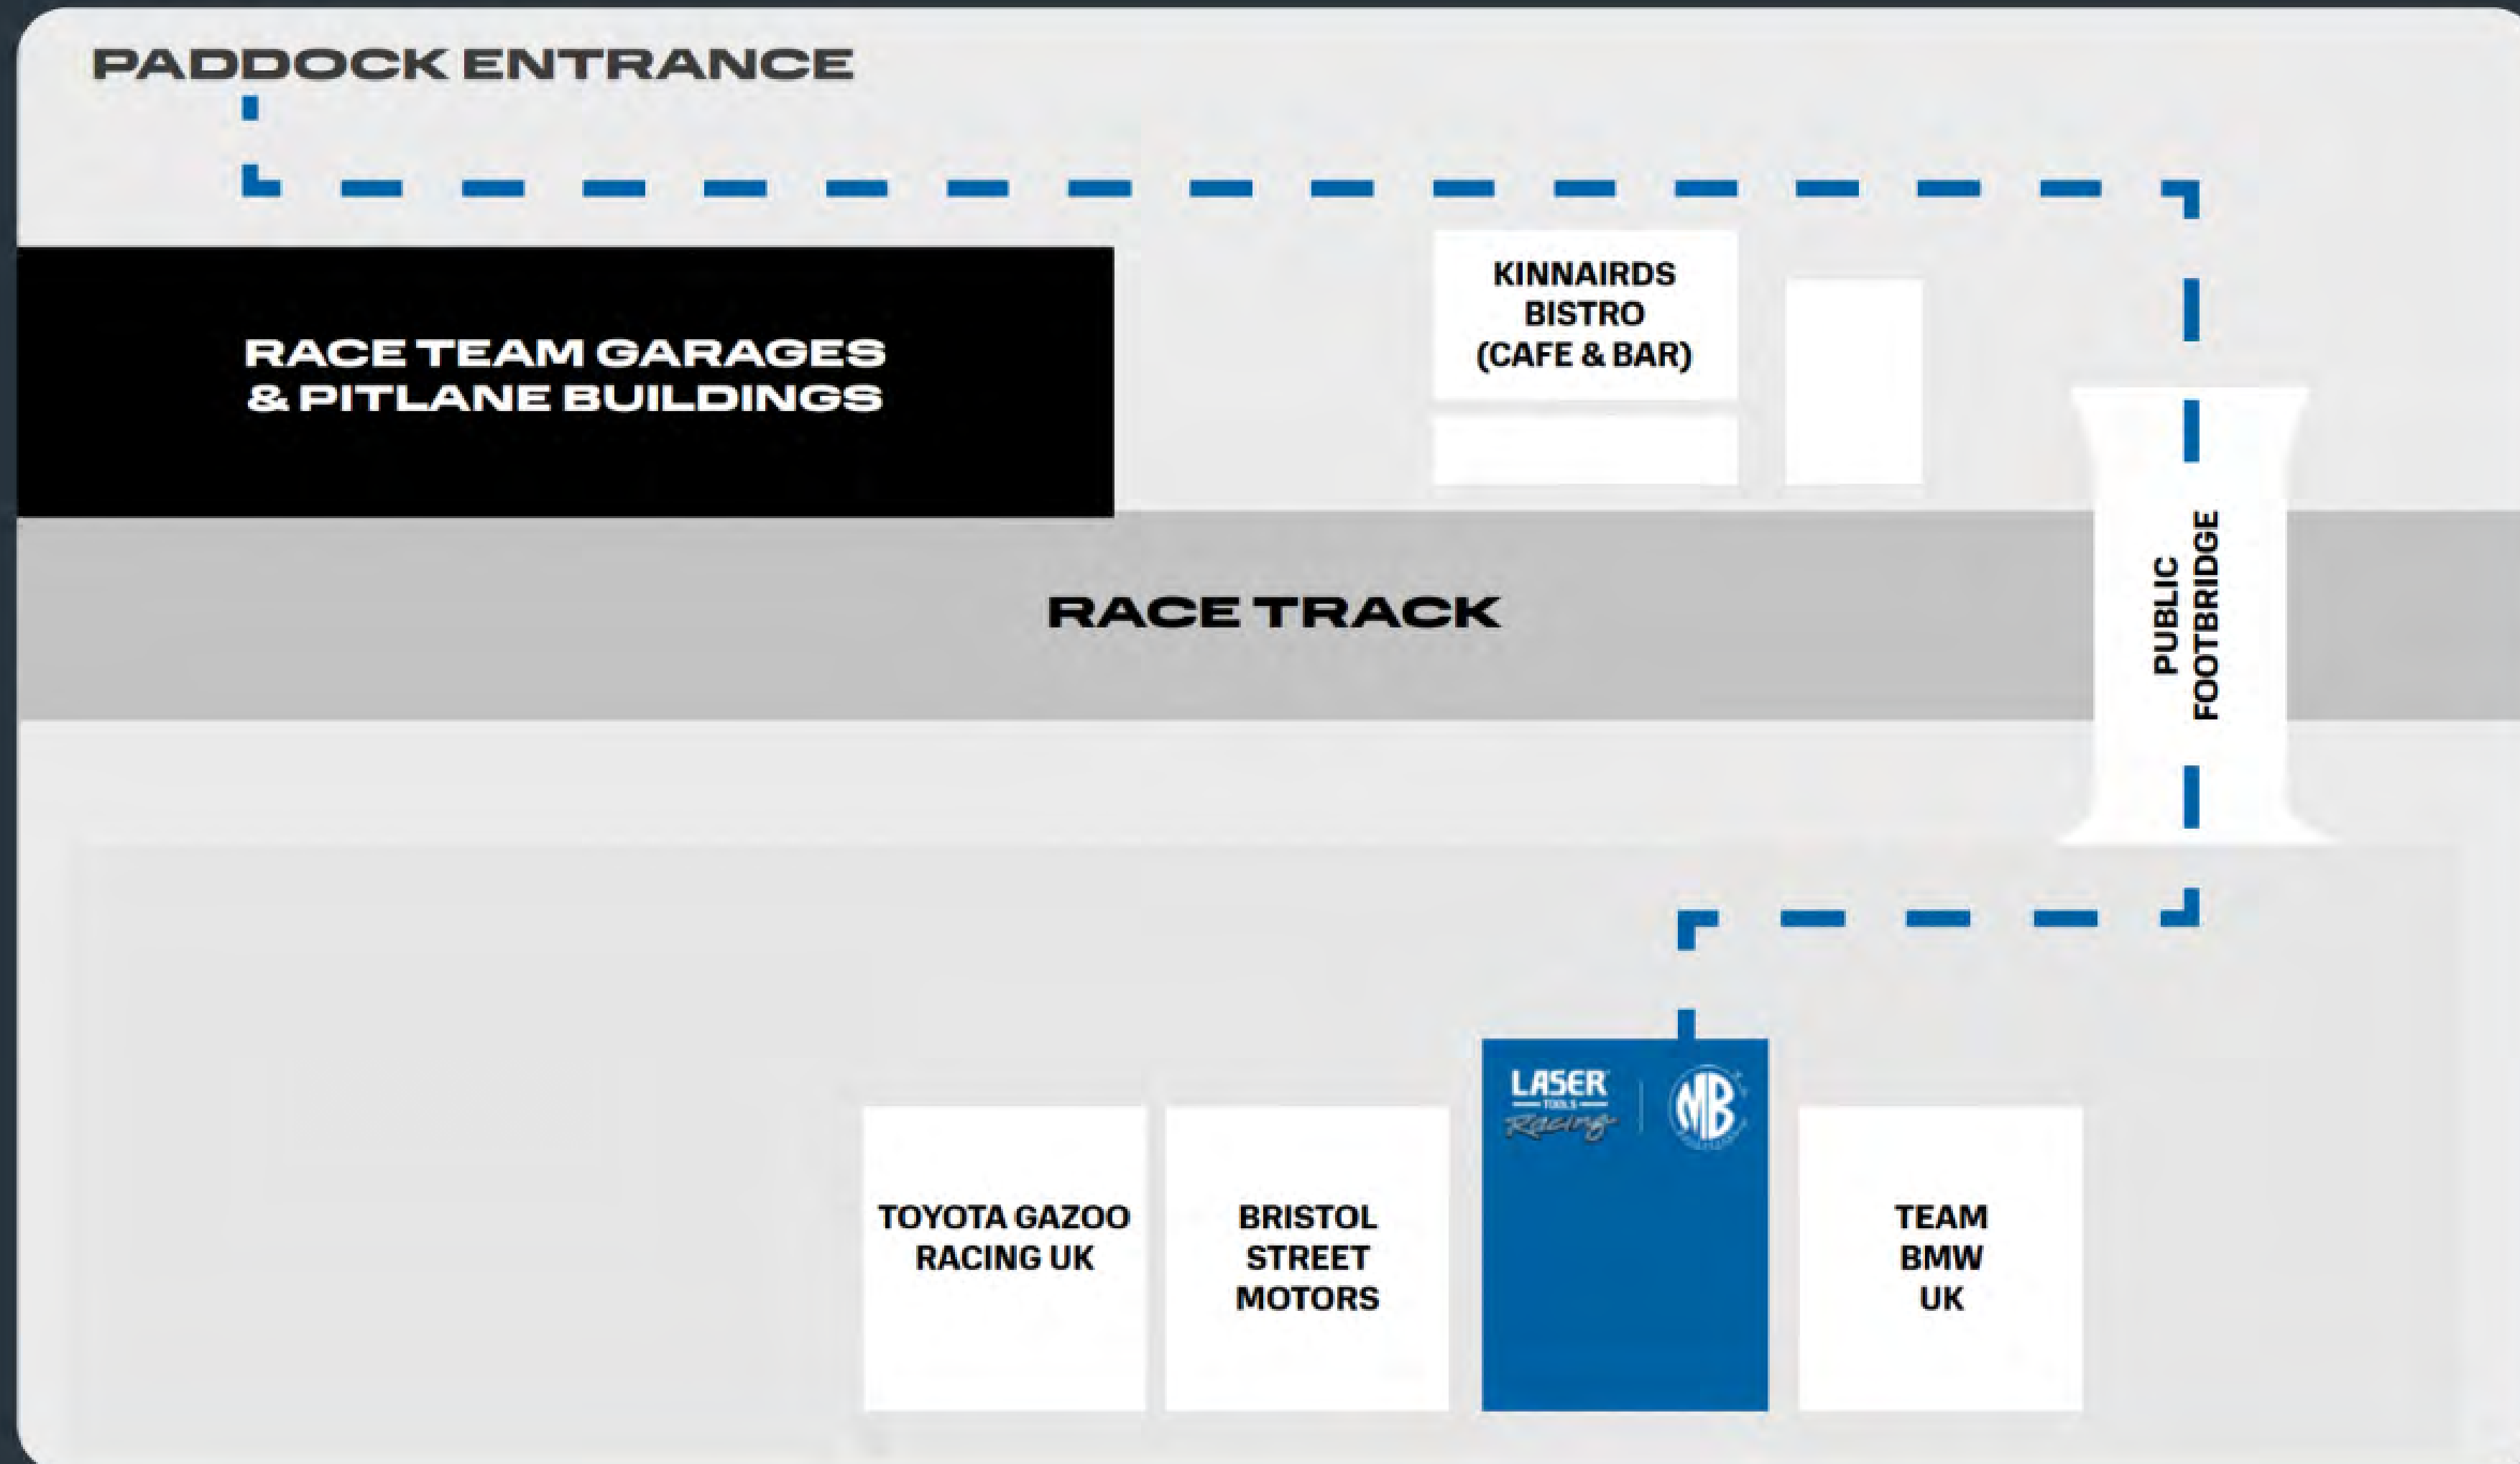 PADDOCK ENTRANCE
RACE TEAM GARAGES
& PITLANE BUILDINGS
KINNAIRDS
BISTRO
(CAFE & BAR)
RACE TRACK
PUBLIC
FOOTBRIDGE
LASER
TOOLS
Racing
MB
TOYOTA GAZOO
RACING UK
BRISTOL
STREET
MOTORS
TEAM
BMW
UK